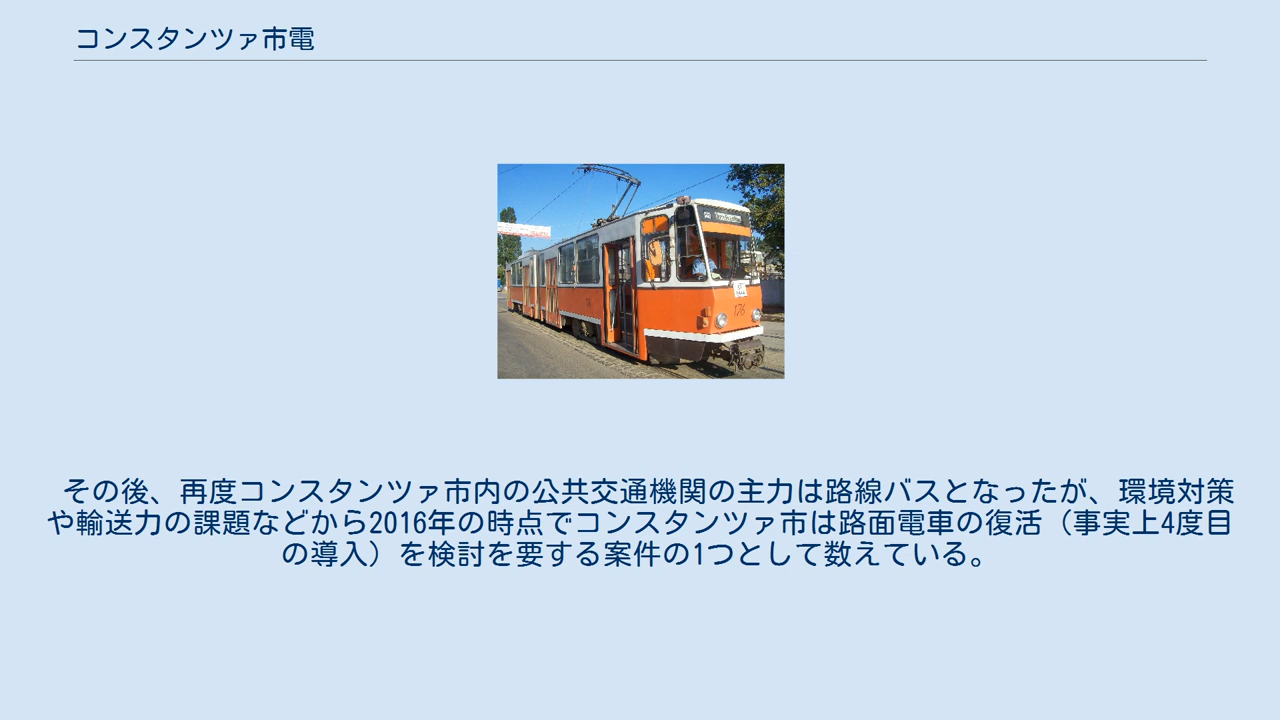 コンスタンツァ市電
176
その後、再度コンスタンツァ市内の公共交通機関の主力は路線バスとなったが、環境対策
や輸送力の課題などから2016年の時点でコンスタンツァ市は路面電車の復活（事実上4度目
の導入）を検討を要する案件の1つとして数えている。